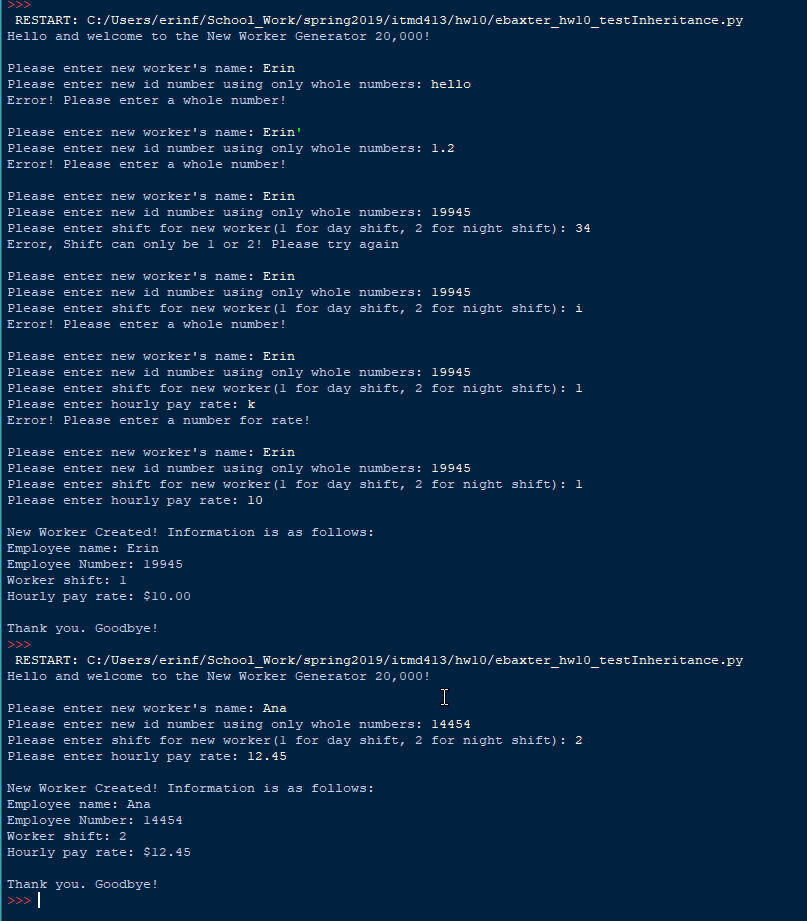 >>>
 RESTART: C:/Users/erinf/School_Work/spring2019/itmd413/hw10/ebaxter_hw10_testInheritance.py
Hello and welcome to the New Worker Generator 20,000!

Please enter new worker's name: Erin
Please enter new id number using only whole numbers: hello
Error! Please enter a whole number!

Please enter new worker's name: Erin'
Please enter new id number using only whole numbers: 1.2
Error! Please enter a whole number!

Please enter new worker's name: Erin
Please enter new id number using only whole numbers: 19945
Please enter shift for new worker(1 for day shift, 2 for night shift): 34
Error, Shift can only be 1 or 2! Please try again

Please enter new worker's name: Erin
Please enter new id number using only whole numbers: 19945
Please enter shift for new worker(1 for day shift, 2 for night shift): i
Error! Please enter a whole number!

Please enter new worker's name: Erin
Please enter new id number using only whole numbers: 19945
Please enter shift for new worker(1 for day shift, 2 for night shift): 1
Please enter hourly pay rate: k
Error! Please enter a number for rate!

Please enter new worker's name: Erin
Please enter new id number using only whole numbers: 19945
Please enter shift for new worker(1 for day shift, 2 for night shift): 1
Please enter hourly pay rate: 10

New Worker Created! Information is as follows:
Employee name: Erin
Employee Number: 19945
Worker shift: 1
Hourly pay rate: $10.00

Thank you. Goodbye!
>>>
 RESTART: C:/Users/erinf/School_Work/spring2019/itmd413/hw10/ebaxter_hw10_testInheritance.py
Hello and welcome to the New Worker Generator 20,000!

Please enter new worker's name: Ana
Please enter new id number using only whole numbers: 14454
Please enter shift for new worker(1 for day shift, 2 for night shift): 2
Please enter hourly pay rate: 12.45

New Worker Created! Information is as follows:
Employee name: Ana
Employee Number: 14454
Worker shift: 2
Hourly pay rate: $12.45

Thank you. Goodbye!
>>>